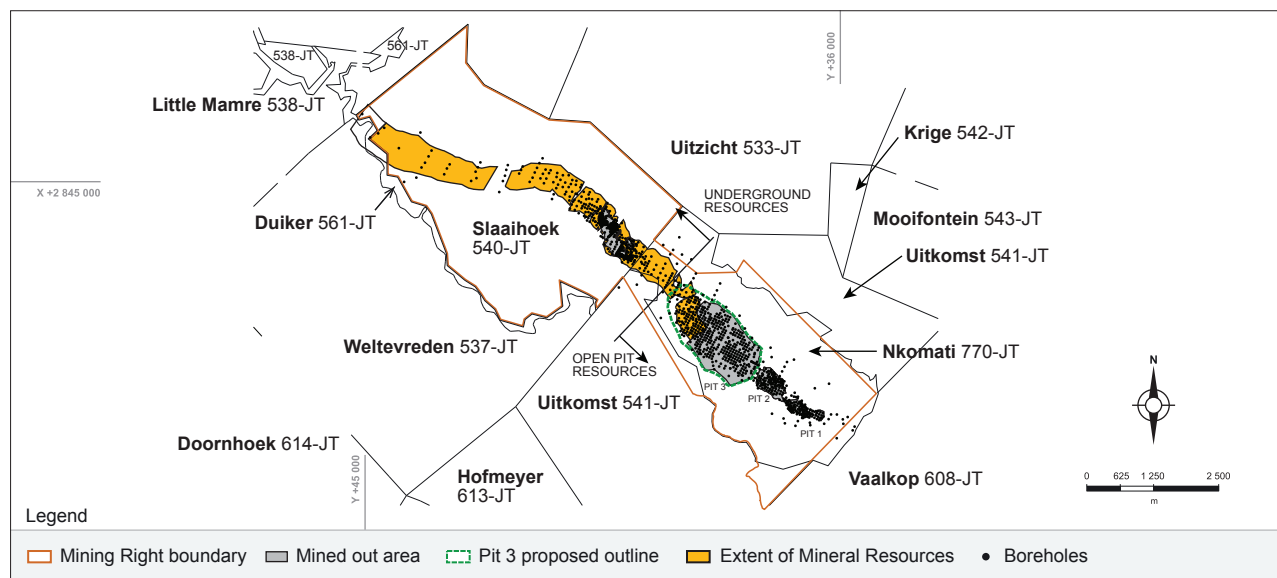 561-JT
538-JT
Y +36 000
Little Mamre 538-JT
Krige 542-JT
Uitzicht 533-JT
X +2 845 000
UNDERGROUND
RESOURCES
Duiker 561-JT
Slaaihoek
540-JT
Mooifontein 543-JT
Uitkomst 541-JT
Weltevreden 537-JT
OPEN PIT
RESOURCES
Nkomati 770-JT
N
PIT 3
PIT 2
Uitkomst 541-JT
PIT 1
Doornhoek 614-JT
Y +45 000
Hofmeyer
613-JT
Vaalkop 608-JT
0 625 1 250 2 500
m
Legend
Mining Right boundary Mined out area Pit 3 proposed outline Extent of Mineral Resources Boreholes